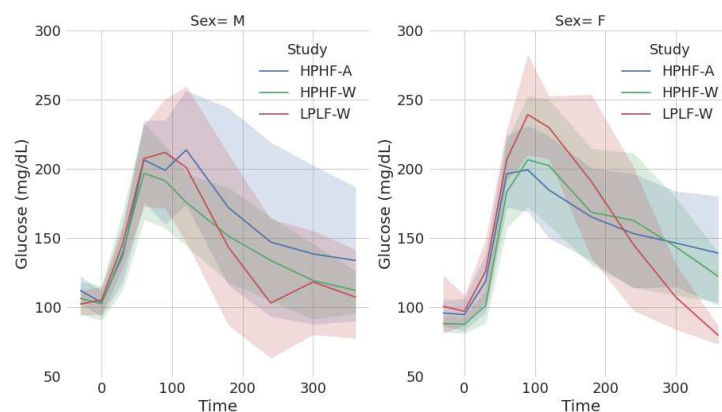 Sex= M
Glucose (mg/dL)
300
250
200
150
100
50
0
100
200
300
Time
Study
HPHF-A
HPHF-W
LPLF-W
Sex= F
Glucose (mg/dL)
300
250
200
150
100
50
0
100
200
300
Time
Study
HPHF-A
HPHF-W
LPLF-W